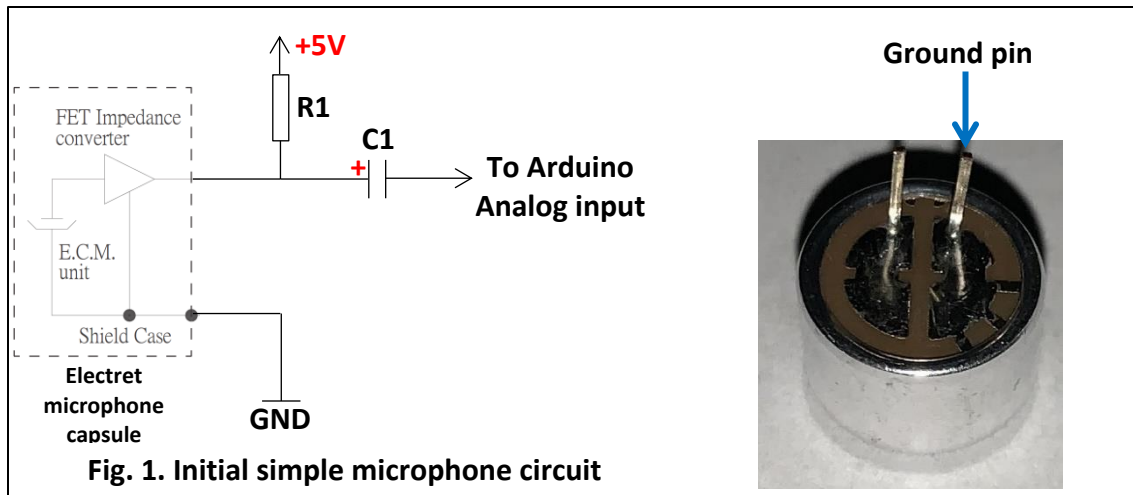 +5V
R1
C1
+
FET Impedance
converter
E.C.M.
unit
Shield Case
Electret
microphone
capsule
GND
To Arduino
Analog input
Ground pin
Fig. 1. Initial simple microphone circuit